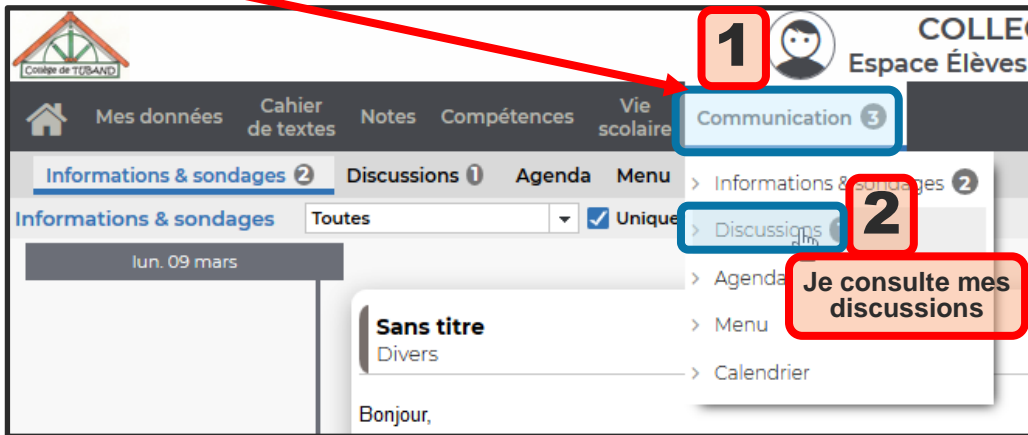 Collège de TUBAND
1
COLLE
Espace Élèves
Mes données
Cahier
de textes
Notes
Compétences
Vie
scolaire
Communication 3
Informations & sondages 2
Discussions 1
Agenda
Menu
> Informations & sondages 2
Informations & sondages
Toutes
Unique
> Discussions
2
lun. 09 mars
> Agenda
Je consulte mes
discussions
Sans titre
Divers
> Menu
> Calendrier
Bonjour,